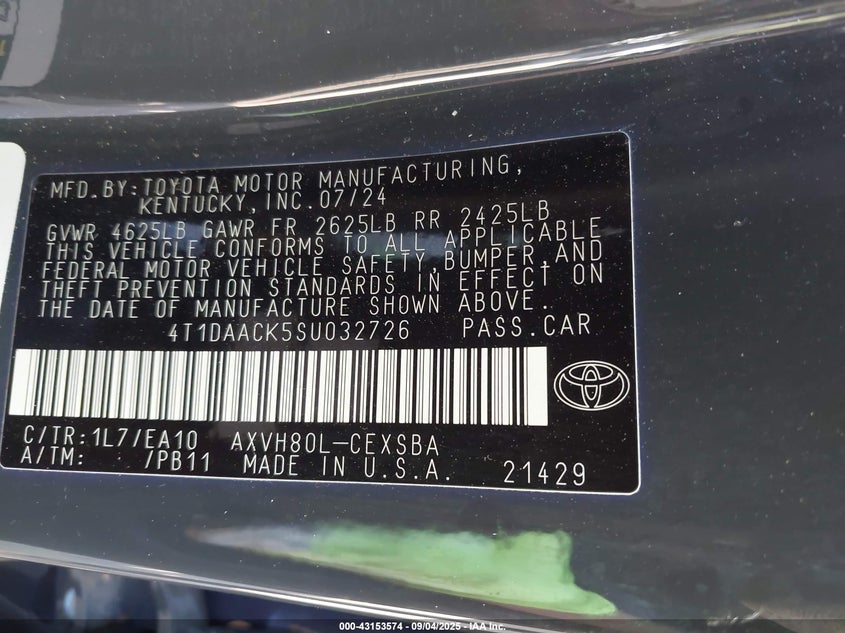 MFD.BY:TOYOTA MOTOR MANUFACTURING,
KENTUCKY, INC.07/24
GVWR 4625LB GAWR FR 2625LB RR 2425LB
THIS VEHICLE CONFORMS TO ALL APPLICABLE
FEDERAL MOTOR VEHICLE SAFETY,BUMPER,AND
THEFT PREVENTION STANDARDS IN EFFECT ON
THE DATE OF MANUFACTURE SHOWN ABOVE.
4T1DAACK5SU032726 PASS.CAR
C/TR:1L7/EA10 AXVH80L-CEXSBA
A/TM: /PB11 MADE IN U.S.A. 21429
000-43153574 - 09/04/2025 - IAA Inc.